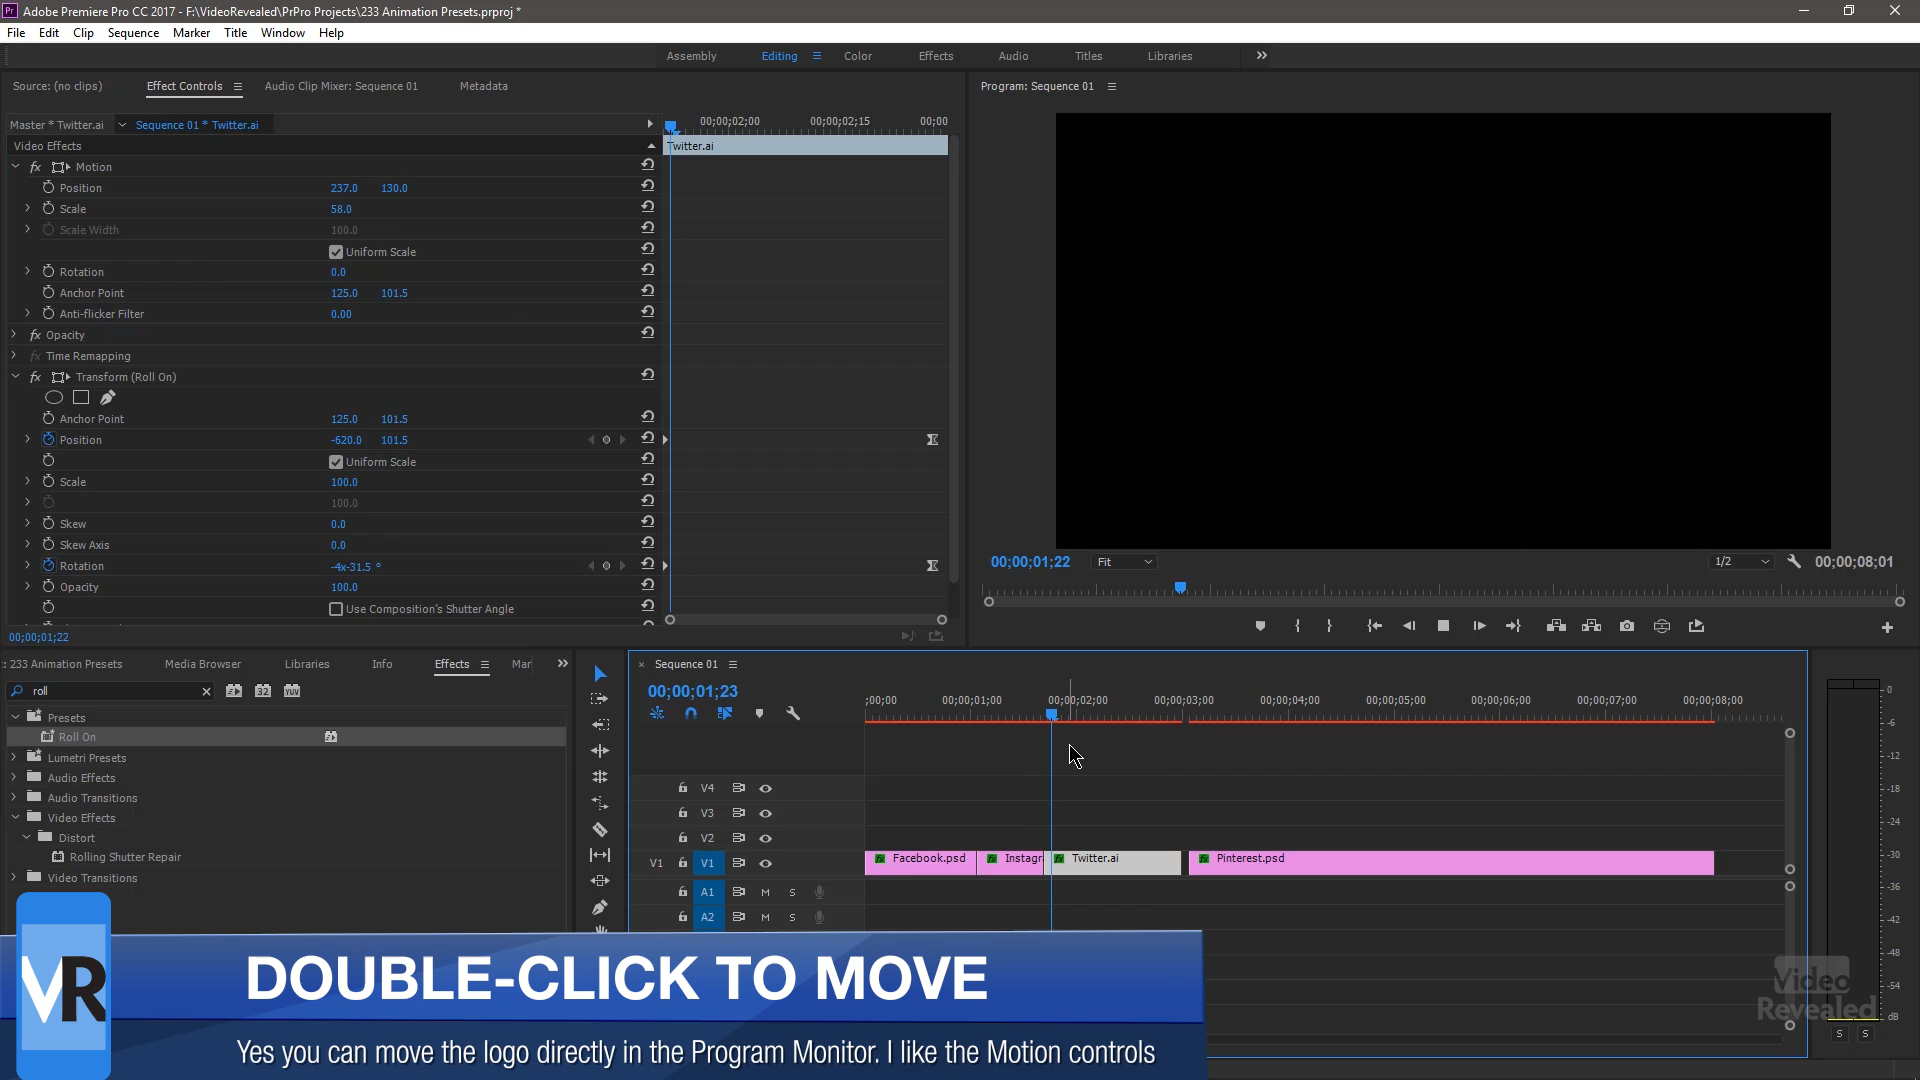 Adobe Premiere Pro CC 2017 - F:\VideoRevealed\PrPro Projects\233 Animation Presets.prproj *
File Edit Clip Sequence Marker Title Window Help
Assembly Editing Color Effects Audio Titles Libraries
Source: (no clips) Effect Controls Audio Clip Mixer: Sequence 01 Metadata
Program: Sequence 01
Master * Twitter.ai Sequence 01 * Twitter.ai
00;00;02;00 00;00;02;15 00;00
Video Effects
Twitter.ai
fx Motion
Position 237.0 130.0
Scale 58.0
Scale Width 100.0
Uniform Scale
Rotation 0.0
Anchor Point 125.0 101.5
Anti-flicker Filter 0.00
fx Opacity
fx Time Remapping
fx Transform (Roll On)
Anchor Point 125.0 101.5
Position -620.0 101.5
Uniform Scale
Scale 100.0
100.0
Skew 0.0
Skew Axis 0.0
Rotation -4x-31.5 °
Opacity 100.0
Use Composition's Shutter Angle
00;00;01;22
00;00;01;22 Fit 1/2 00;00;08;01
: 233 Animation Presets Media Browser Libraries Info Effects Mar
roll
32 YUV
Presets
Roll On
Lumetri Presets
Audio Effects
Audio Transitions
Video Effects
Distort
Rolling Shutter Repair
Video Transitions
Sequence 01
00;00;01;23
;00;00 00;00;01;00 00;00;02;00 00;00;03;00 00;00;04;00 00;00;05;00 00;00;06;00 00;00;07;00 00;00;08;00
V4
V3
V2
V1 V1
Facebook.psd Instagr Twitter.ai Pinterest.psd
A1 M S
A2 M S
0
-6
-12
-18
-24
-30
-36
-42
-48
-54
dB
S S
VR
DOUBLE-CLICK TO MOVE
Yes you can move the logo directly in the Program Monitor. I like the Motion controls
Video
Revealed